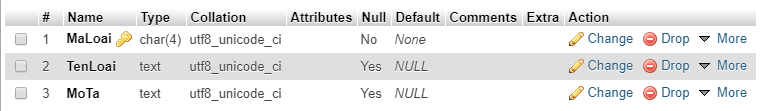 # Name Type Collation Attributes Null Default Comments Extra Action
1 MaLoai char(4) utf8_unicode_ci No None Change Drop More
2 TenLoai text utf8_unicode_ci Yes NULL Change Drop More
3 MoTa text utf8_unicode_ci Yes NULL Change Drop More